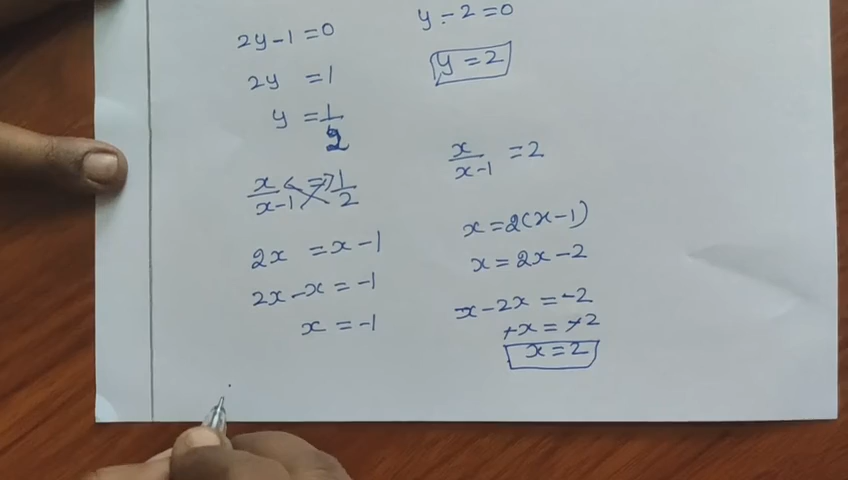 2y-1=0
2y =1
y =1/2
x/x-1 = 1/2
2x =x-1
2x-x=-1
x =-1
y-2=0
y=2
x/x-1 =2
x=2(x-1)
x=2x-2
x-2x=-2
+x=+2
x=2